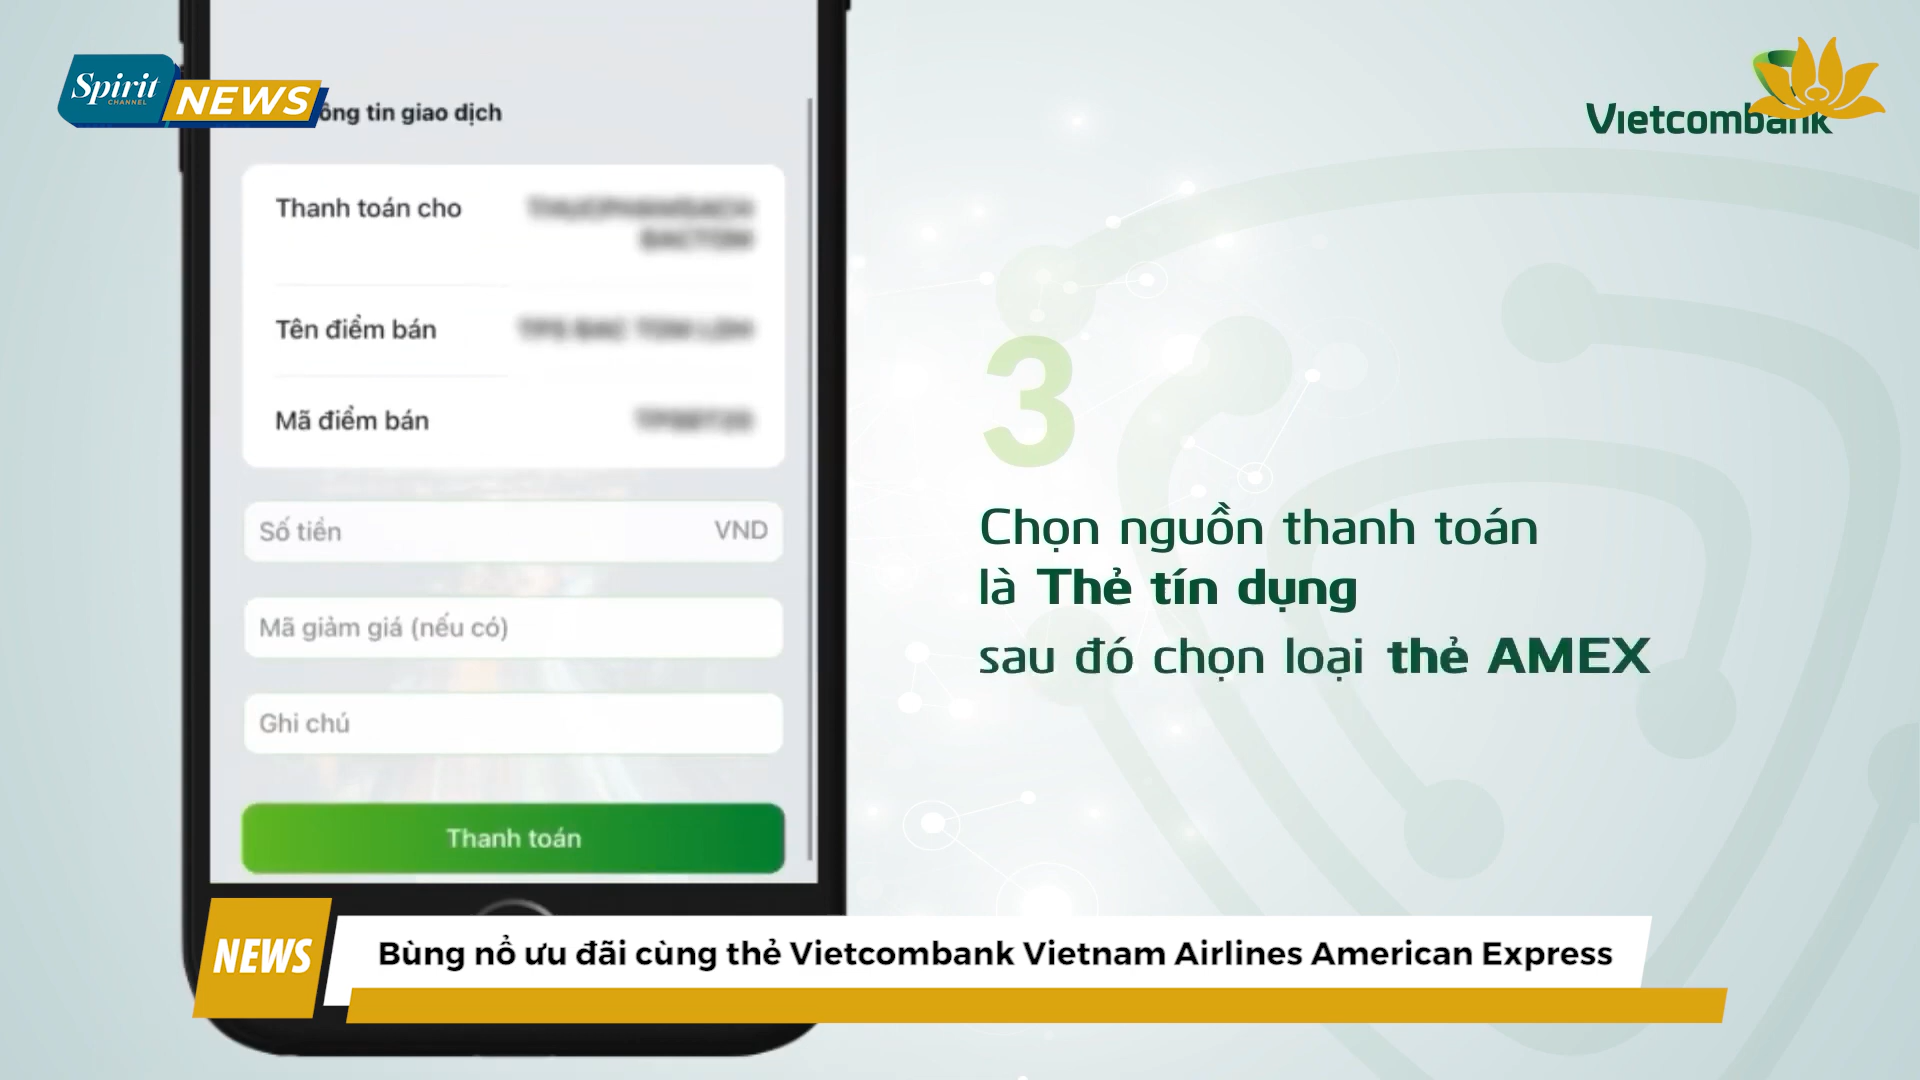 Spirit
CHANNEL
NEWS
ông tin giao dịch
Vietcombank
Thanh toán cho
Tên điểm bán
Mã điểm bán
Số tiền VND
Mã giảm giá (nếu có)
Ghi chú
Thanh toán
3
Chọn nguồn thanh toán
là Thẻ tín dụng
sau đó chọn loại thẻ AMEX
NEWS
Bùng nổ ưu đãi cùng thẻ Vietcombank Vietnam Airlines American Express